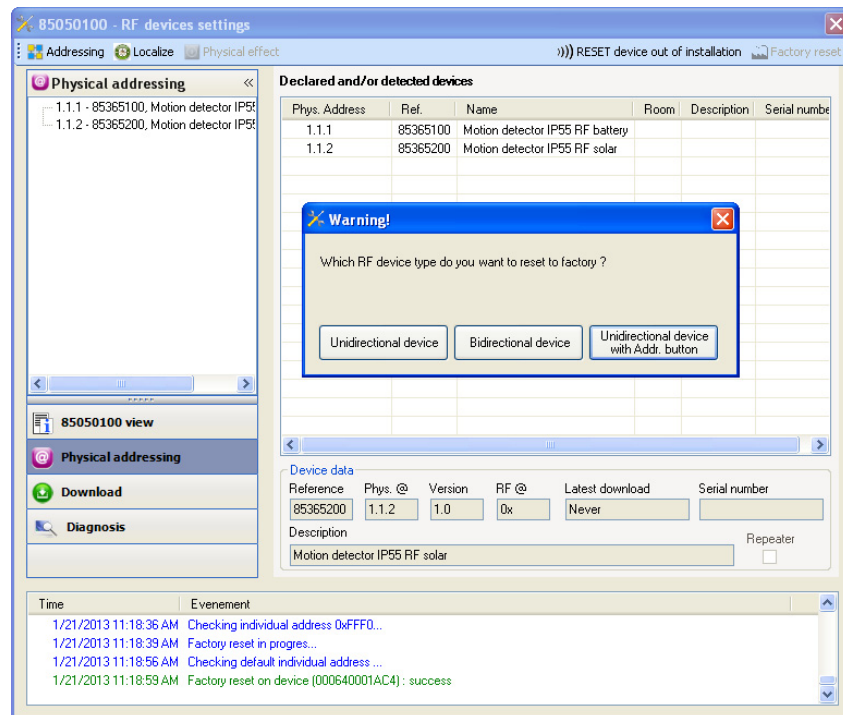 85050100 - RF devices settings
Addressing Localize Physical effect RESET device out of installation Factory reset
Physical addressing
1.1.1 - 85365100, Motion detector IP55
1.1.2 - 85365200, Motion detector IP55
Declared and/or detected devices
Phys. Address Ref. Name Room Description Serial numbe
1.1.1 85365100 Motion detector IP55 RF battery
1.1.2 85365200 Motion detector IP55 RF solar
Warning!
Which RF device type do you want to reset to factory ?
Unidirectional device
Bidirectional device
Unidirectional device
with Addr. button
85050100 view
Physical addressing
Download
Diagnosis
Device data
Reference Phys. @ Version RF @ Latest download Serial number
85365200 1.1.2 1.0 0x Never
Description
Repeater
Motion detector IP55 RF solar
Time Evenement
1/21/2013 11:18:36 AM Checking individual address 0xFFF0...
1/21/2013 11:18:39 AM Factory reset in progres...
1/21/2013 11:18:56 AM Checking default individual address ...
1/21/2013 11:18:59 AM Factory reset on device (000640001AC4) : success